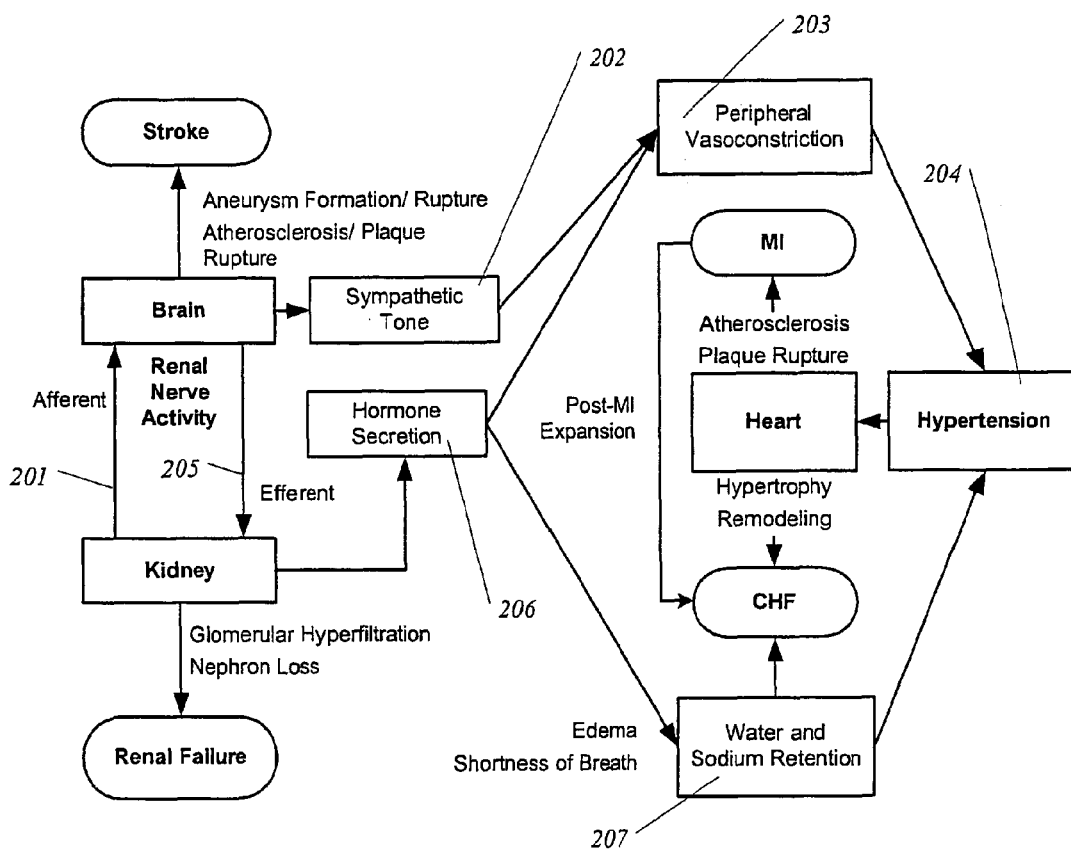 203
202
Stroke
Peripheral
Vasoconstriction
204
Aneurysm Formation/ Rupture
Atherosclerosis/ Plaque
Rupture
MI
Brain
Sympathetic
Tone
Atherosclerosis
Plaque Rupture
Afferent
Renal
Nerve
Activity
Hormone
Secretion
Post-MI
Expansion
Heart
Hypertension
201
205
Efferent
Hypertrophy
Remodeling
Kidney
206
CHF
Glomerular Hyperfiltration
Nephron Loss
Edema
Shortness of Breath
Water and
Sodium Retention
Renal Failure
207